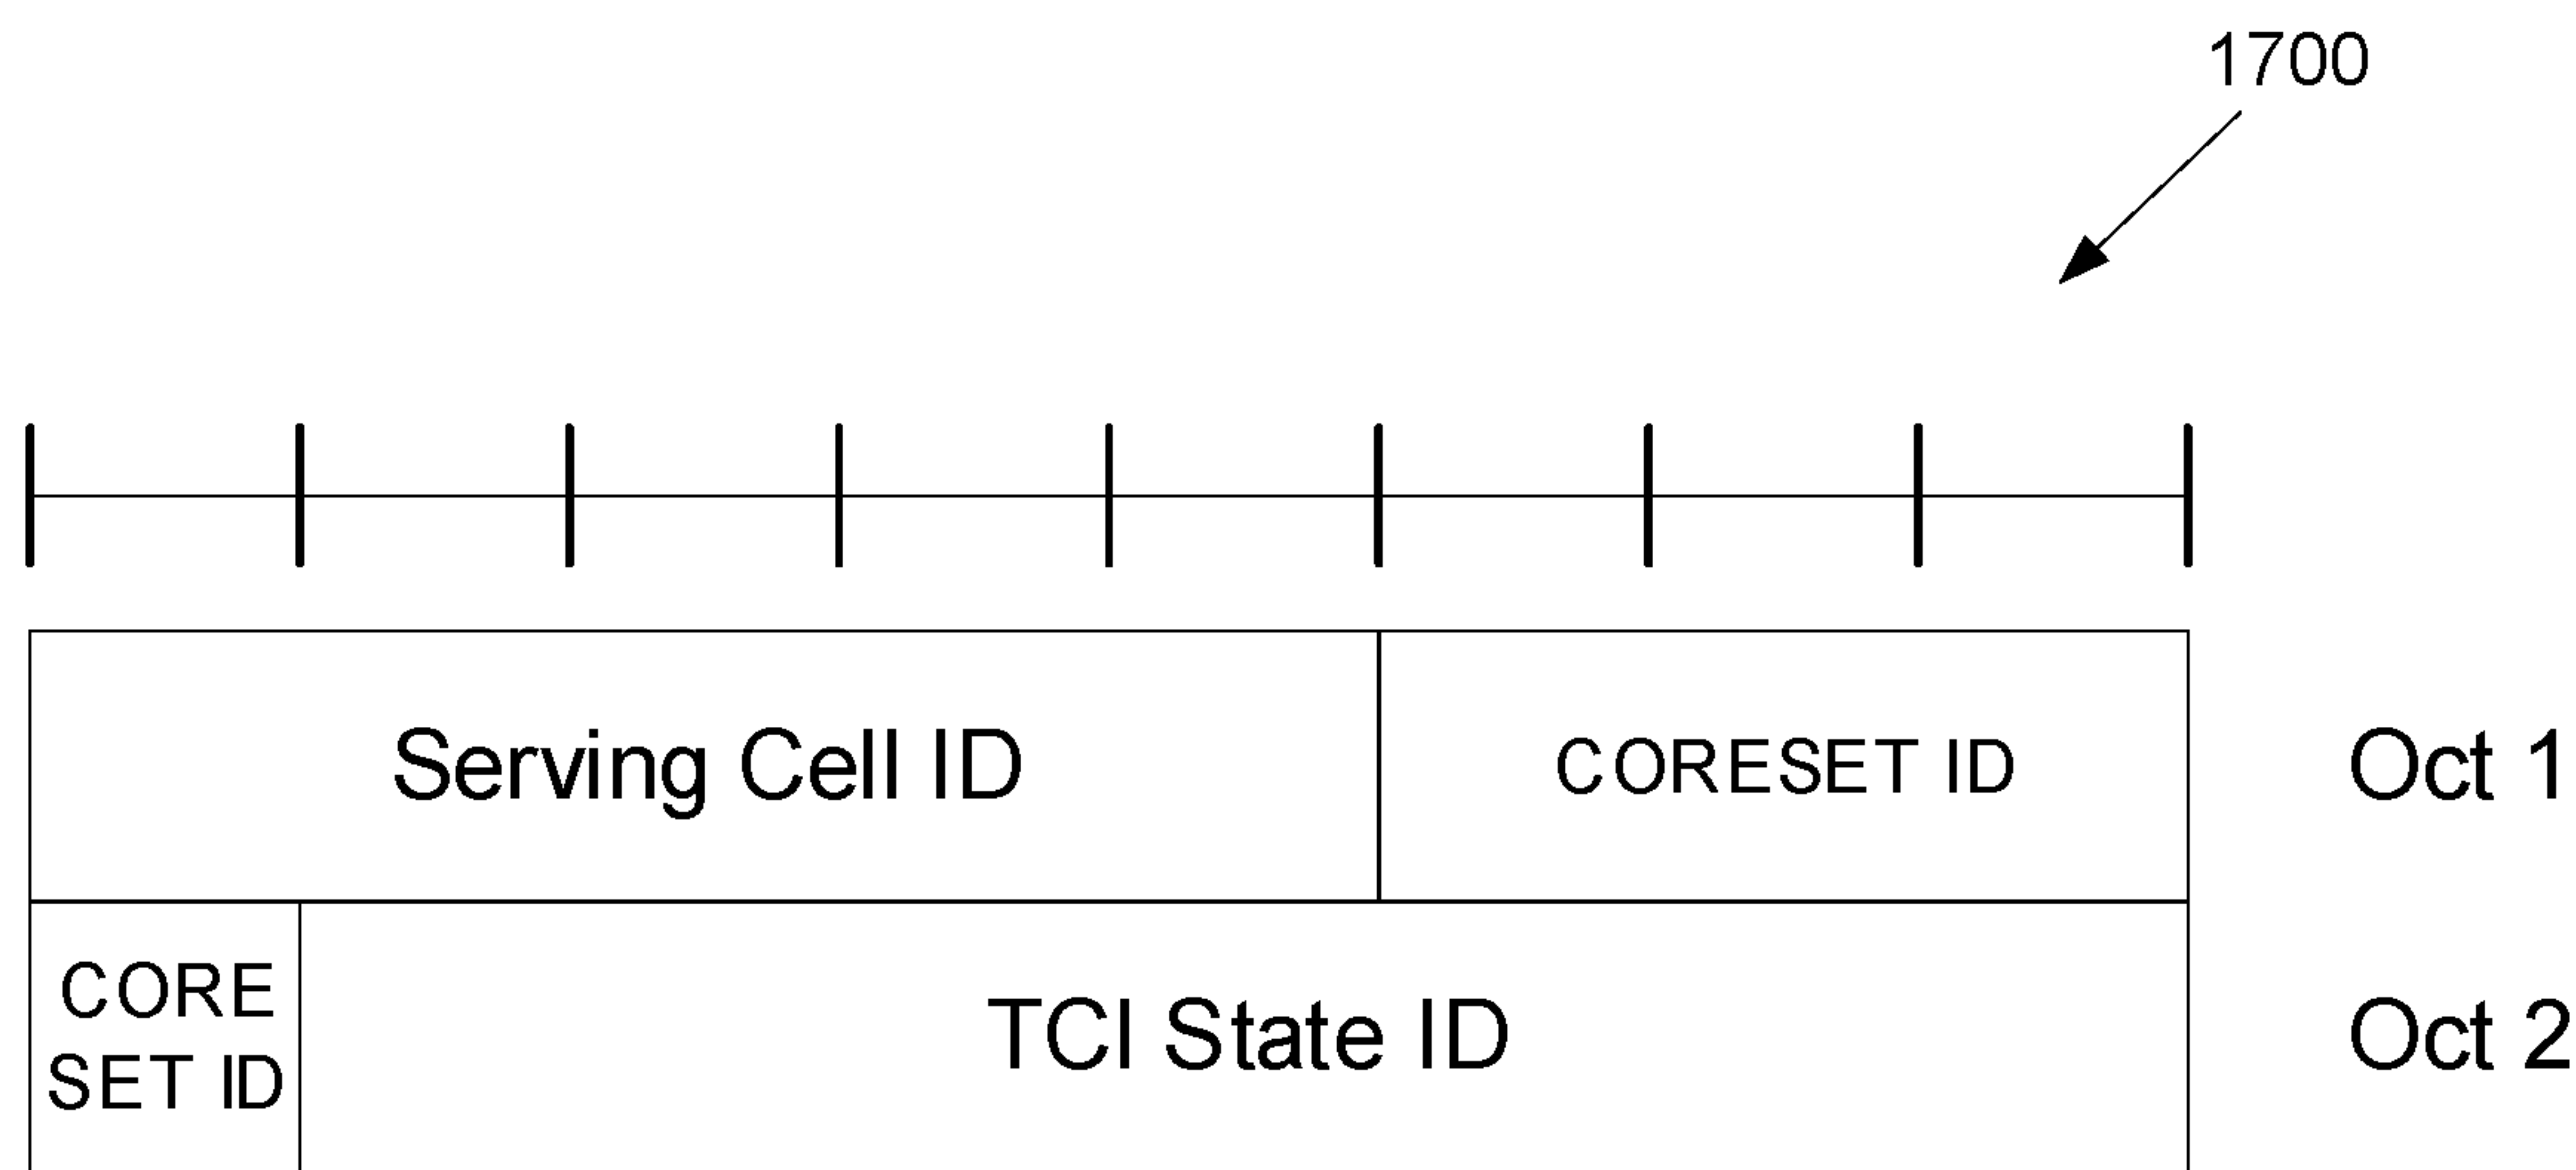 1700
Serving Cell ID
CORESET ID
Oct 1
CORE
SET ID
TCI State ID
Oct 2